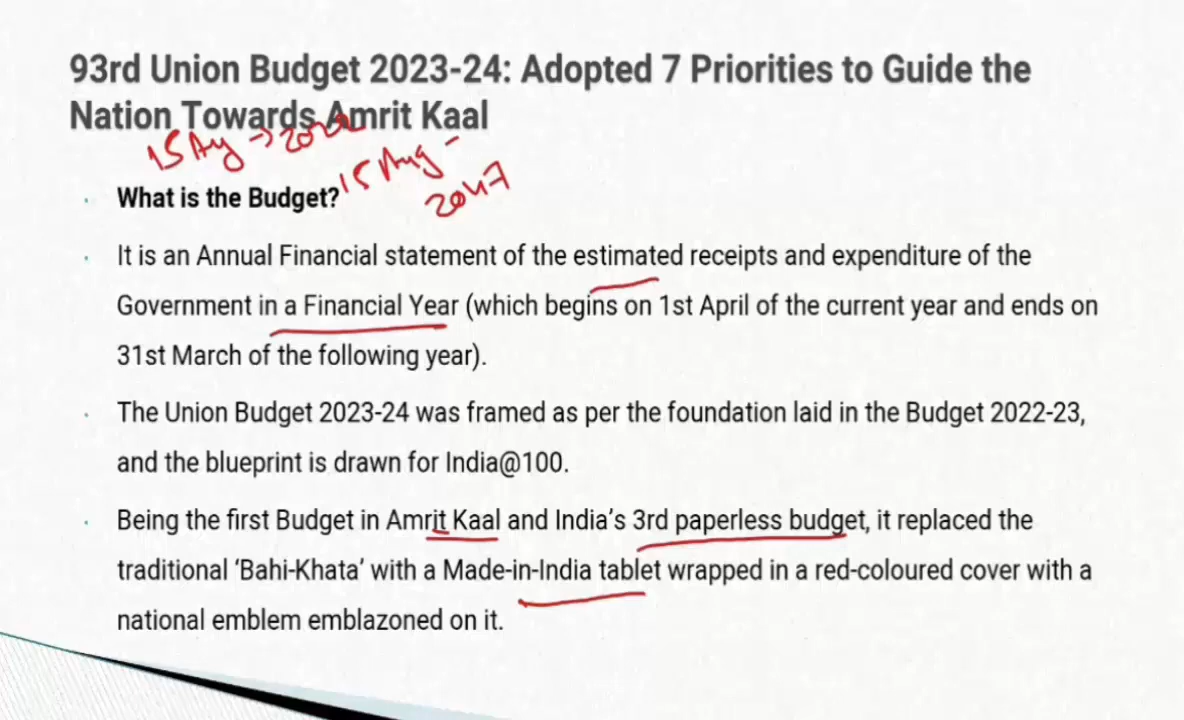 93rd Union Budget 2023-24: Adopted 7 Priorities to Guide the
Nation Towards Amrit Kaal
15 Aug → 2022
15 Aug -
2047
What is the Budget?
It is an Annual Financial statement of the estimated receipts and expenditure of the
Government in a Financial Year (which begins on 1st April of the current year and ends on
31st March of the following year).
The Union Budget 2023-24 was framed as per the foundation laid in the Budget 2022-23,
and the blueprint is drawn for India@100.
Being the first Budget in Amrit Kaal and India's 3rd paperless budget, it replaced the
traditional ‘Bahi-Khata’ with a Made-in-India tablet wrapped in a red-coloured cover with a
national emblem emblazoned on it.